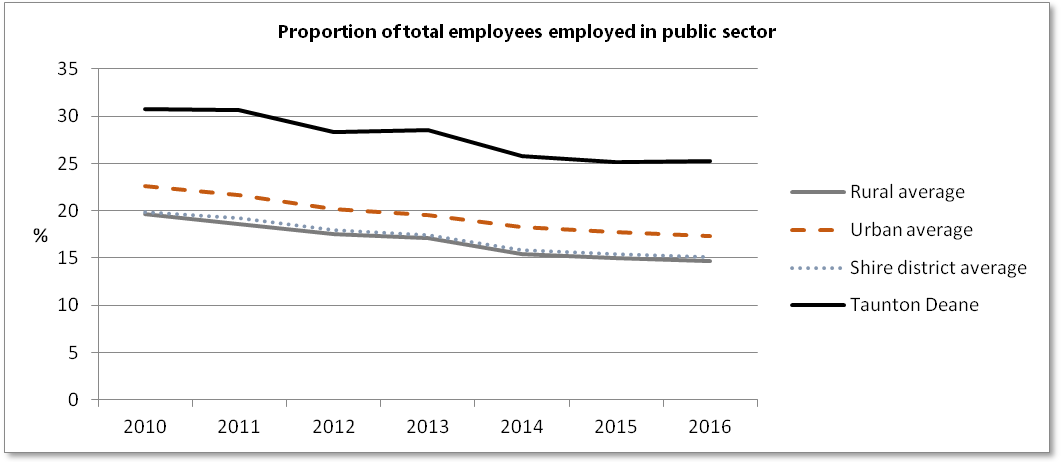 Proportion of total employees employed in public sector
35
30
25
20
15
10
5
0
%
2010 2011 2012 2013 2014 2015 2016
Rural average
Urban average
Shire district average
Taunton Deane